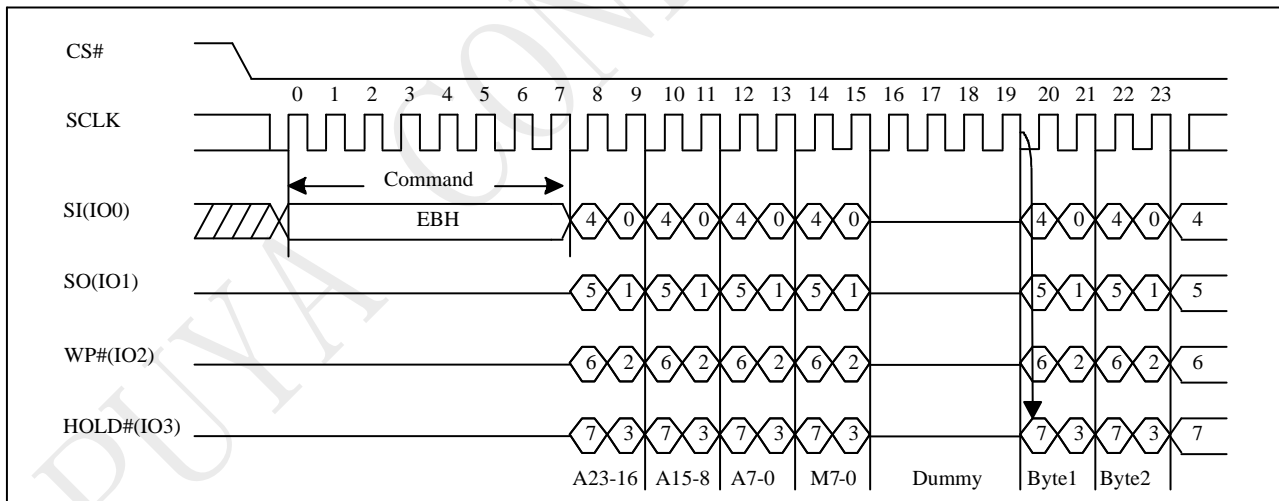 PUYA CON
CS#
0 1 2 3 4 5 6 7 8 9 10 11 12 13 14 15 16 17 18 19 20 21 22 23
SCLK
Command
SI(IO0) EBH 4 0 4 0 4 0 4 0 4 0 4 0 4
SO(IO1) 5 1 5 1 5 1 5 1 5 1 5 1 5
WP#(IO2) 6 2 6 2 6 2 6 2 6 2 6 2 6
HOLD#(IO3) 7 3 7 3 7 3 7 3 7 3 7 3 7
A23-16 A15-8 A7-0 M7-0 Dummy Byte1 Byte2